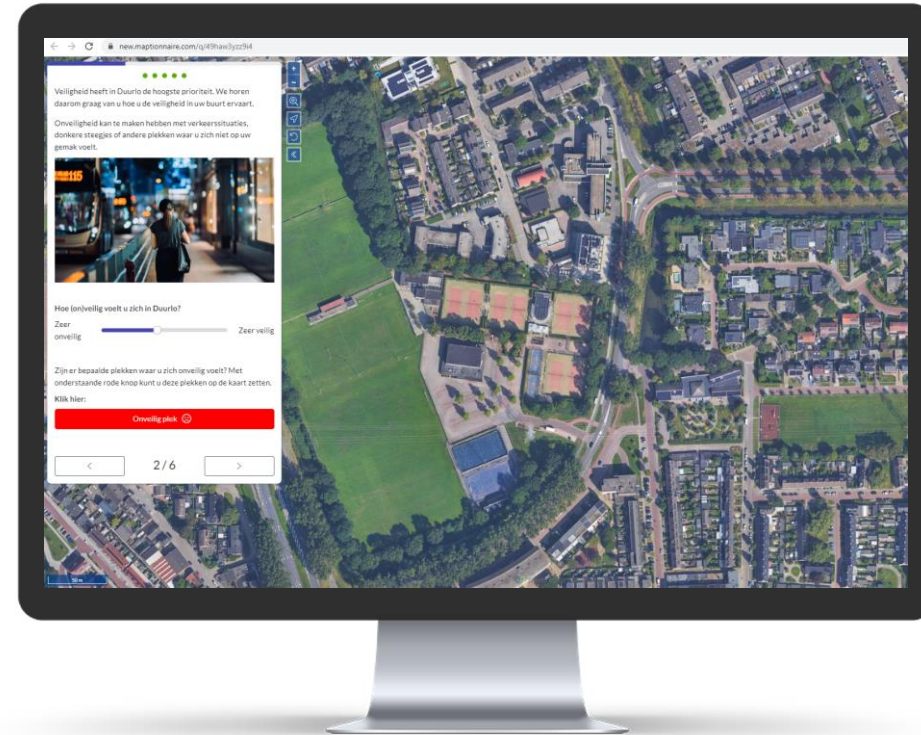 new.maptionnaire.com/q/49haw3yzz9i4
Veiligheid heeft in Duurlo de hoogste prioriteit. We horen
daarom graag van u hoe u de veiligheid in uw buurt ervaart.
Onveiligheid kan te maken hebben met verkeerssituaties,
donkere steegjes of andere plekken waar u zich niet op uw
gemak voelt.
115
Hoe (on)veilig voelt u zich in Duurlo?
Zeer
onveilig
Zeer veilig
Zijn er bepaalde plekken waar u zich onveilig voelt? Met
onderstaande rode knop kunt u deze plekken op de kaart zetten.
Klik hier:
Onveilig plek
< 2 / 6 >
50 m